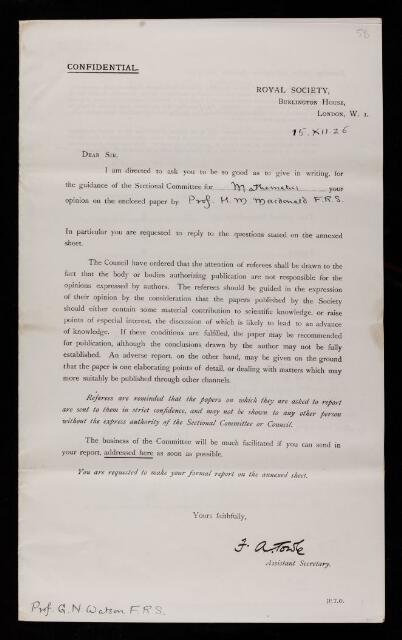 58
CONFIDENTIAL.
ROYAL SOCIETY,
BURLINGTON HOUSE,
LONDON, W. 1.
15.XII.26
DEAR SIR,
I am directed to ask you to be so good as to give in writing, for
the guidance of the Sectional Committee for Mathematics your
opinion on the enclosed paper by Prof. H. M Macdonald F.R.S.
In particular you are requested to reply to the questions stated on the annexed
sheet.
The Council have ordered that the attention of referees shall be drawn to the
fact that the body or bodies authorizing publication are not responsible for the
opinions expressed by authors. The referees should be guided in the expression
of their opinion by the consideration that the papers published by the Society
should either contain some material contribution to scientific knowledge, or raise
points of especial interest, the discussion of which is likely to lead to an advance
of knowledge. If these conditions are fulfilled, the paper may be recommended
for publication, although the conclusions drawn by the author may not be fully
established. An adverse report, on the other hand, may be given on the ground
that the paper is one elaborating points of detail, or dealing with matters which may
more suitably be published through other channels.
Referees are reminded that the papers on which they are asked to report
are sent to them in strict confidence, and may not be shown to any other person
without the express authority of the Sectional Committee or Council.
The business of the Committee will be much facilitated if you can send in
your report, addressed here as soon as possible.
You are requested to make your formal report on the annexed sheet.
Yours faithfully,
F. A. Towle
Assistant Secretary.
[P.T.O.
Prof. G. N Watson F.R.S.